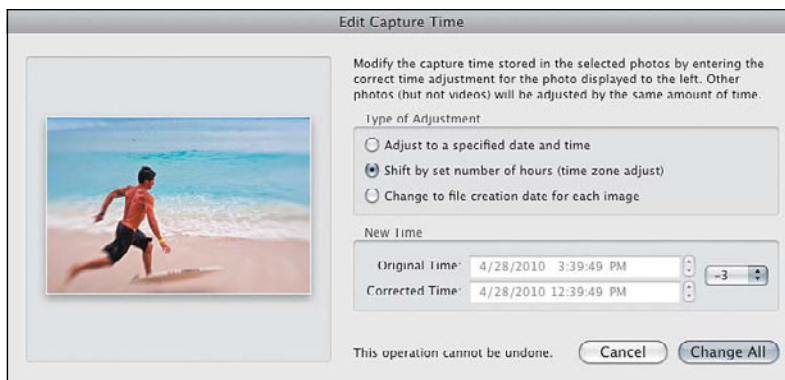 Edit Capture Time
Modify the capture time stored in the selected photos by entering the
correct time adjustment for the photo displayed to the left. Other
photos (but not videos) will be adjusted by the same amount of time.
Type of Adjustment
Adjust to a specified date and time
Shift by set number of hours (time zone adjust)
Change to file creation date for each image
New Time
Original Time: 4/28/2010 3:39:49 PM
-3
Corrected Time: 4/28/2010 12:39:49 PM
This operation cannot be undone. Cancel Change All